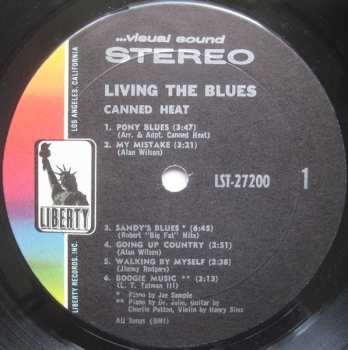 ...visual sound
STEREO
LIVING THE BLUES
CANNED HEAT
1. PONY BLUES (3:47)
(Arr. & Adpt. Canned Heat)
2. MY MISTAKE (3:21)
(Alan Wilson)
LST-27200
1
3. SANDY'S BLUES * (6:45)
(Robert "Big Fat" Hite)
4. GOING UP COUNTRY (2:51)
(Alan Wilson)
5. WALKING BY MYSELF (2:38)
(Jimmy Rodgers)
6. BOOGIE MUSIC ** (3:13)
(L. T. Tatman III)
* Piano by Joe Sample
** Piano by Dr. John, Guitar by
Charlie Patton, Violin by Henry Sims
All Songs (BMI)
LIBERTY
LOS ANGELES, CALIFORNIA
LIBERTY RECORDS, INC.